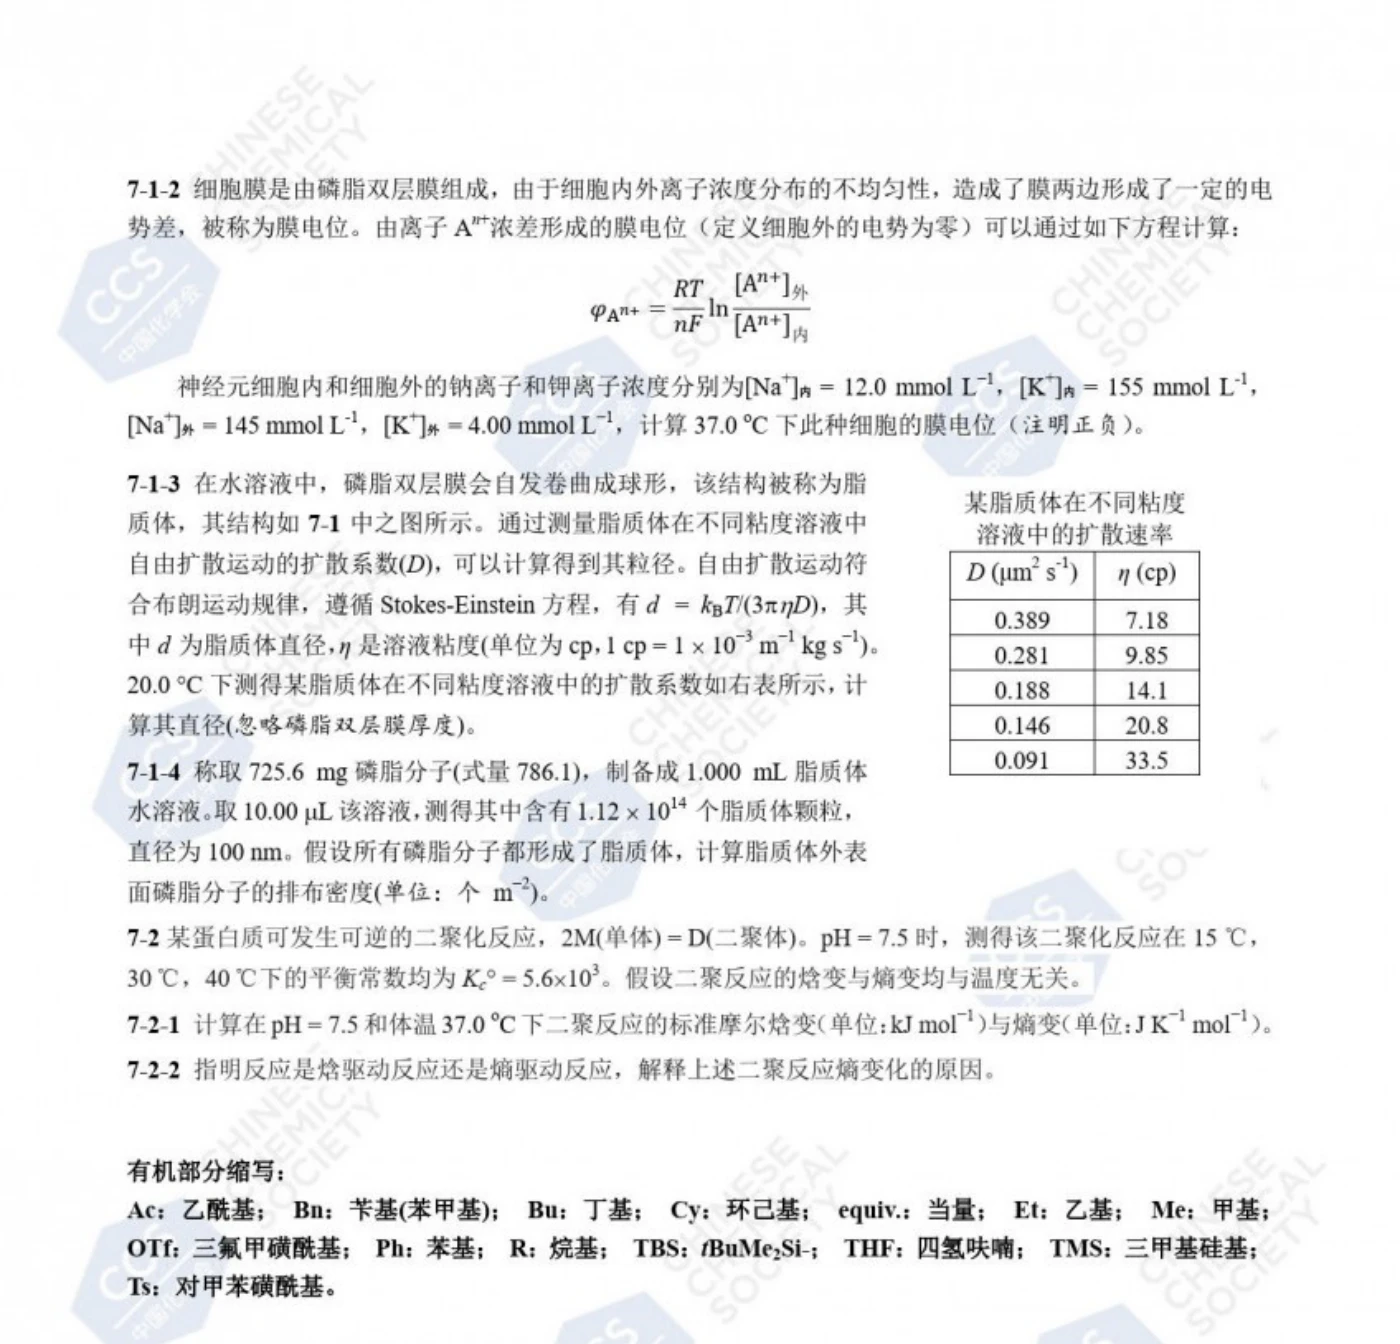 7-1-2 细胞膜是由磷脂双层膜组成，由于细胞内外离子浓度分布的不均匀性，造成了膜两边形成了一定的电
势差，被称为膜电位。由离子 Aⁿ⁺浓差形成的膜电位（定义细胞外的电势为零）可以通过如下方程计算：
φAⁿ⁺ = RT/nF ln [Aⁿ⁺]外/[Aⁿ⁺]内
神经元细胞内和细胞外的钠离子和钾离子浓度分别为[Na⁺]内 = 12.0 mmol L⁻¹，[K⁺]内 = 155 mmol L⁻¹，
[Na⁺]外 = 145 mmol L⁻¹，[K⁺]外 = 4.00 mmol L⁻¹，计算 37.0 ℃ 下此种细胞的膜电位（注明正负）。
7-1-3 在水溶液中，磷脂双层膜会自发卷曲成球形，该结构被称为脂
质体，其结构如 7-1 中之图所示。通过测量脂质体在不同粘度溶液中
自由扩散运动的扩散系数(D)，可以计算得到其粒径。自由扩散运动符
合布朗运动规律，遵循 Stokes-Einstein 方程，有 d = kBT/(3πηD)，其
中 d 为脂质体直径，η 是溶液粘度(单位为 cp，1 cp = 1 × 10⁻³ m⁻¹ kg s⁻¹)。
20.0 ℃ 下测得某脂质体在不同粘度溶液中的扩散系数如右表所示，计
算其直径(忽略磷脂双层膜厚度)。
某脂质体在不同粘度
溶液中的扩散速率
D (μm² s⁻¹) η (cp)
0.389 7.18
0.281 9.85
0.188 14.1
0.146 20.8
0.091 33.5
7-1-4 称取 725.6 mg 磷脂分子(式量 786.1)，制备成 1.000 mL 脂质体
水溶液。取 10.00 μL 该溶液，测得其中含有 1.12 × 10¹⁴ 个脂质体颗粒，
直径为 100 nm。假设所有磷脂分子都形成了脂质体，计算脂质体外表
面磷脂分子的排布密度(单位：个 m⁻²)。
7-2 某蛋白质可发生可逆的二聚化反应，2M(单体) = D(二聚体)。pH = 7.5 时，测得该二聚化反应在 15 ℃，
30 ℃，40 ℃下的平衡常数均为 Kc° = 5.6×10³。假设二聚反应的焓变与熵变均与温度无关。
7-2-1 计算在 pH = 7.5 和体温 37.0 ℃ 下二聚反应的标准摩尔焓变(单位：kJ mol⁻¹)与熵变(单位：J K⁻¹ mol⁻¹)。
7-2-2 指明反应是焓驱动反应还是熵驱动反应，解释上述二聚反应熵变化的原因。
有机部分缩写：
Ac：乙酰基； Bn：苄基(苯甲基)； Bu：丁基； Cy：环己基； equiv.：当量； Et：乙基； Me：甲基；
OTf：三氟甲磺酰基； Ph：苯基； R：烷基； TBS：tBuMe₂Si-； THF：四氢呋喃； TMS：三甲基硅基；
Ts：对甲苯磺酰基。
CCS
中国化学会
CHINESE
CHEMICAL
SOCIETY